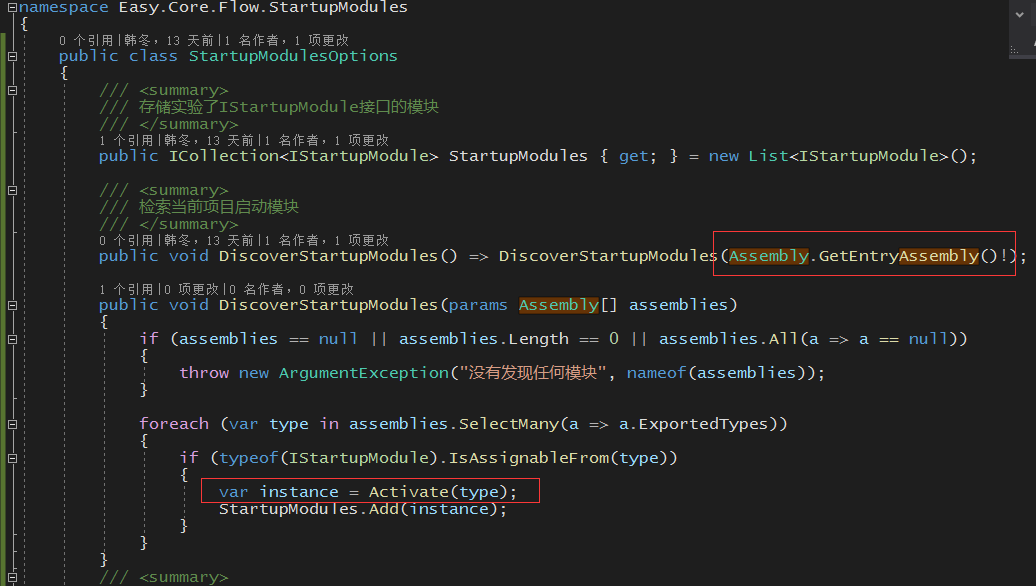 namespace Easy.Core.Flow.StartupModules
{
0 个引用|韩冬，13 天前|1 名作者，1 项更改
public class StartupModulesOptions
{
/// <summary>
/// 存储实验了IStartupModule接口的模块
/// </summary>
1 个引用|韩冬，13 天前|1 名作者，1 项更改
public ICollection<IStartupModule> StartupModules { get; } = new List<IStartupModule>();
/// <summary>
/// 检索当前项目启动模块
/// </summary>
0 个引用|韩冬，13 天前|1 名作者，1 项更改
public void DiscoverStartupModules() => DiscoverStartupModules(Assembly.GetEntryAssembly()!);
1 个引用|0 项更改|0 名作者，0 项更改
public void DiscoverStartupModules(params Assembly[] assemblies)
{
if (assemblies == null || assemblies.Length == 0 || assemblies.All(a => a == null))
{
throw new ArgumentException("没有发现任何模块", nameof(assemblies));
}
foreach (var type in assemblies.SelectMany(a => a.ExportedTypes))
{
if (typeof(IStartupModule).IsAssignableFrom(type))
{
var instance = Activate(type);
StartupModules.Add(instance);
}
}
}
/// <summary>